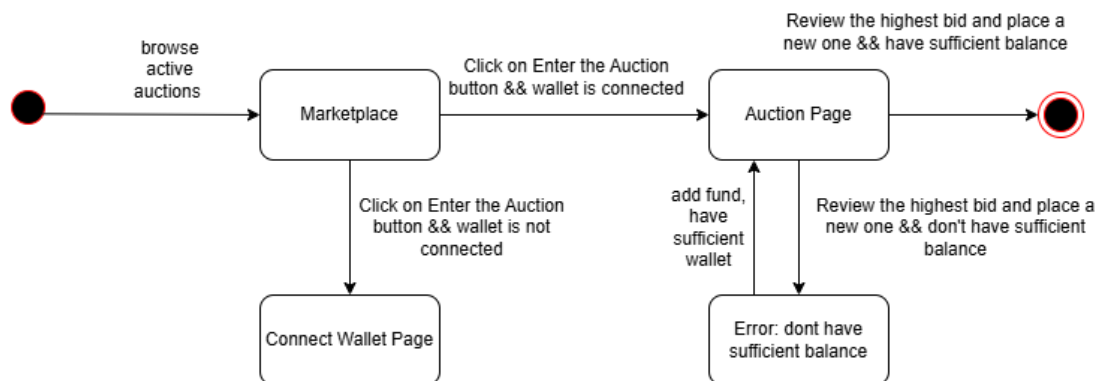 browse
active
auctions
Marketplace
Click on Enter the Auction
button && wallet is connected
Auction Page
Review the highest bid and place a
new one && have sufficient balance
Click on Enter the Auction
button && wallet is not
connected
add fund,
have
sufficient
wallet
Review the highest bid and place a
new one && don't have sufficient
balance
Connect Wallet Page
Error: dont have
sufficient balance